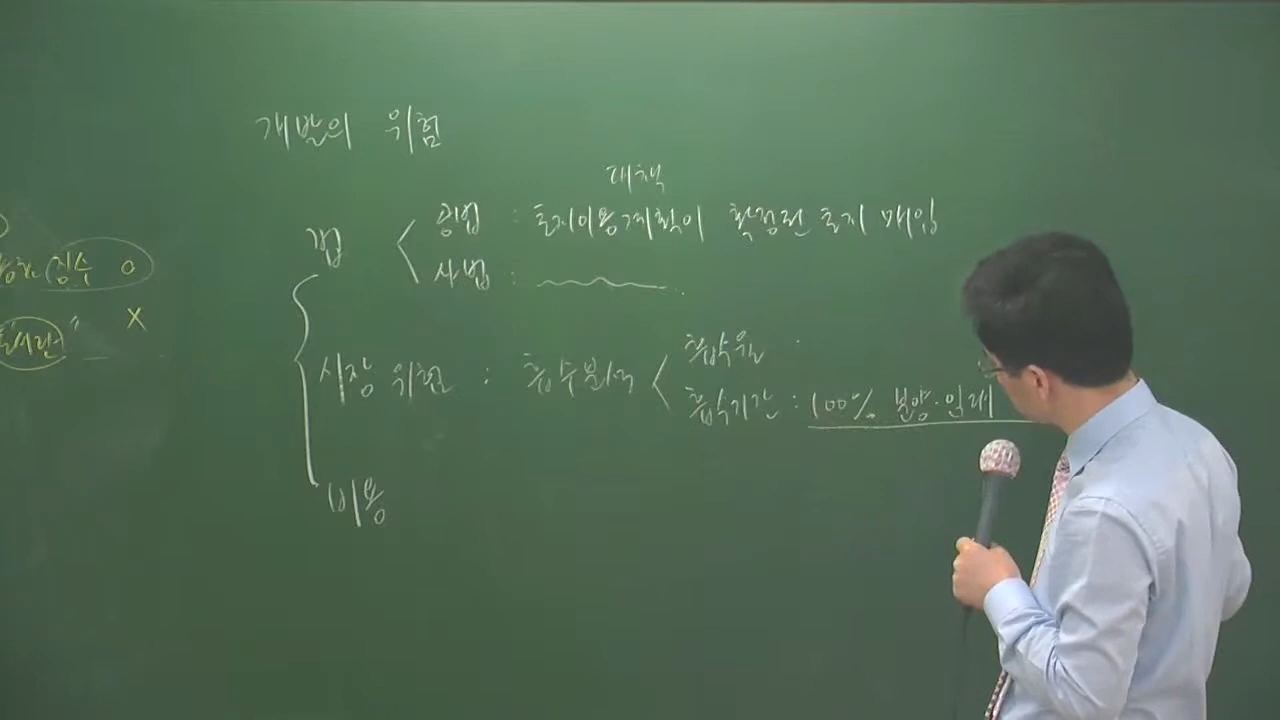 개발의 위험
대책
법 < 공법 : 토지이용계획이 확정된 토지 매입
사법 :
시장 위험 : 흡수분석 < 흡수율
흡수기간 : 100% 분양·임대
비용
징수 O
" X